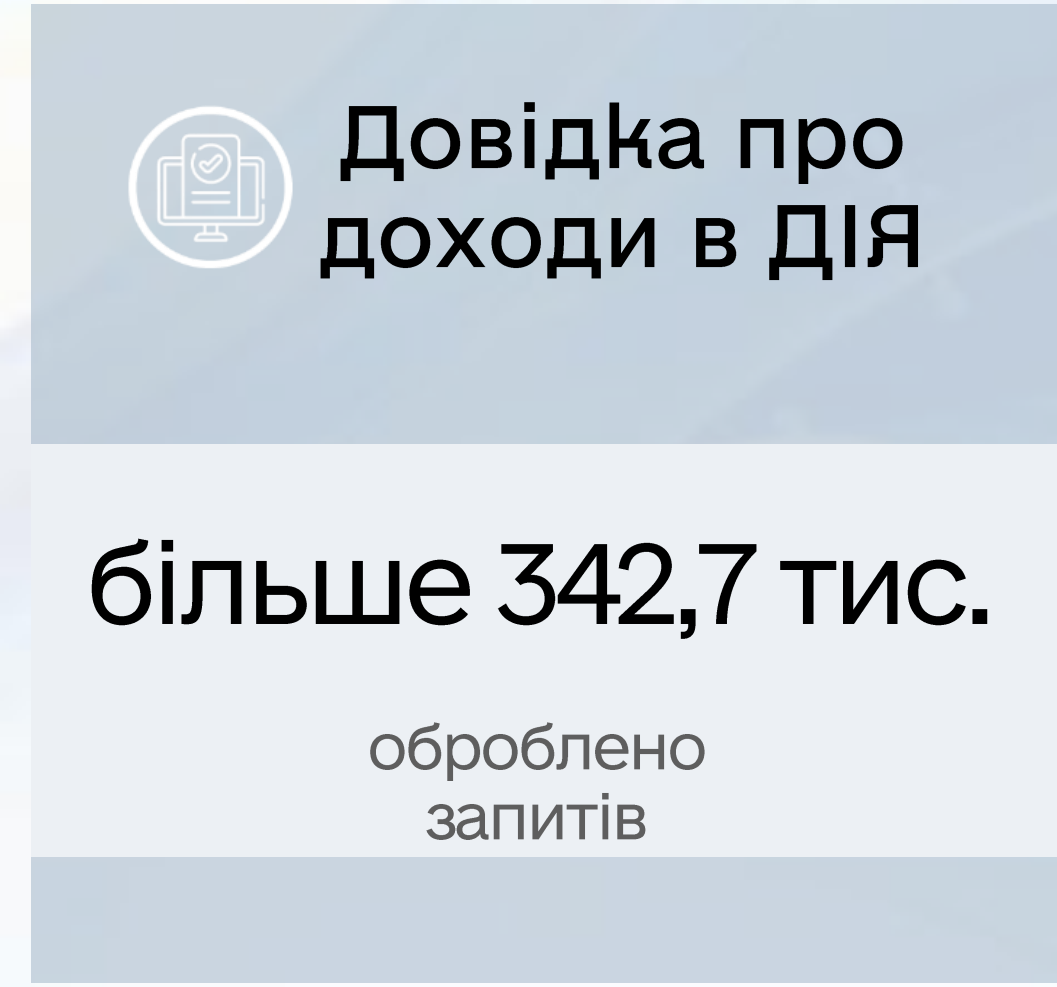 Довідка про
доходи в ДІЯ
більше 342,7 тис.
оброблено
запитів